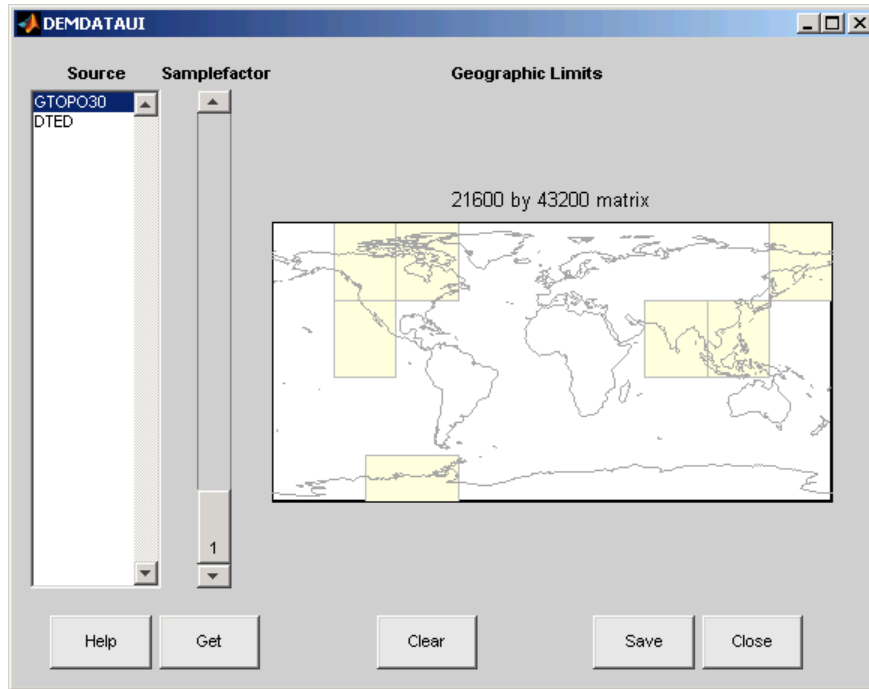 DEMDATAUI
Source Samplefactor Geographic Limits
GTOPO30
DTED
21600 by 43200 matrix
1
Help Get Clear Save Close